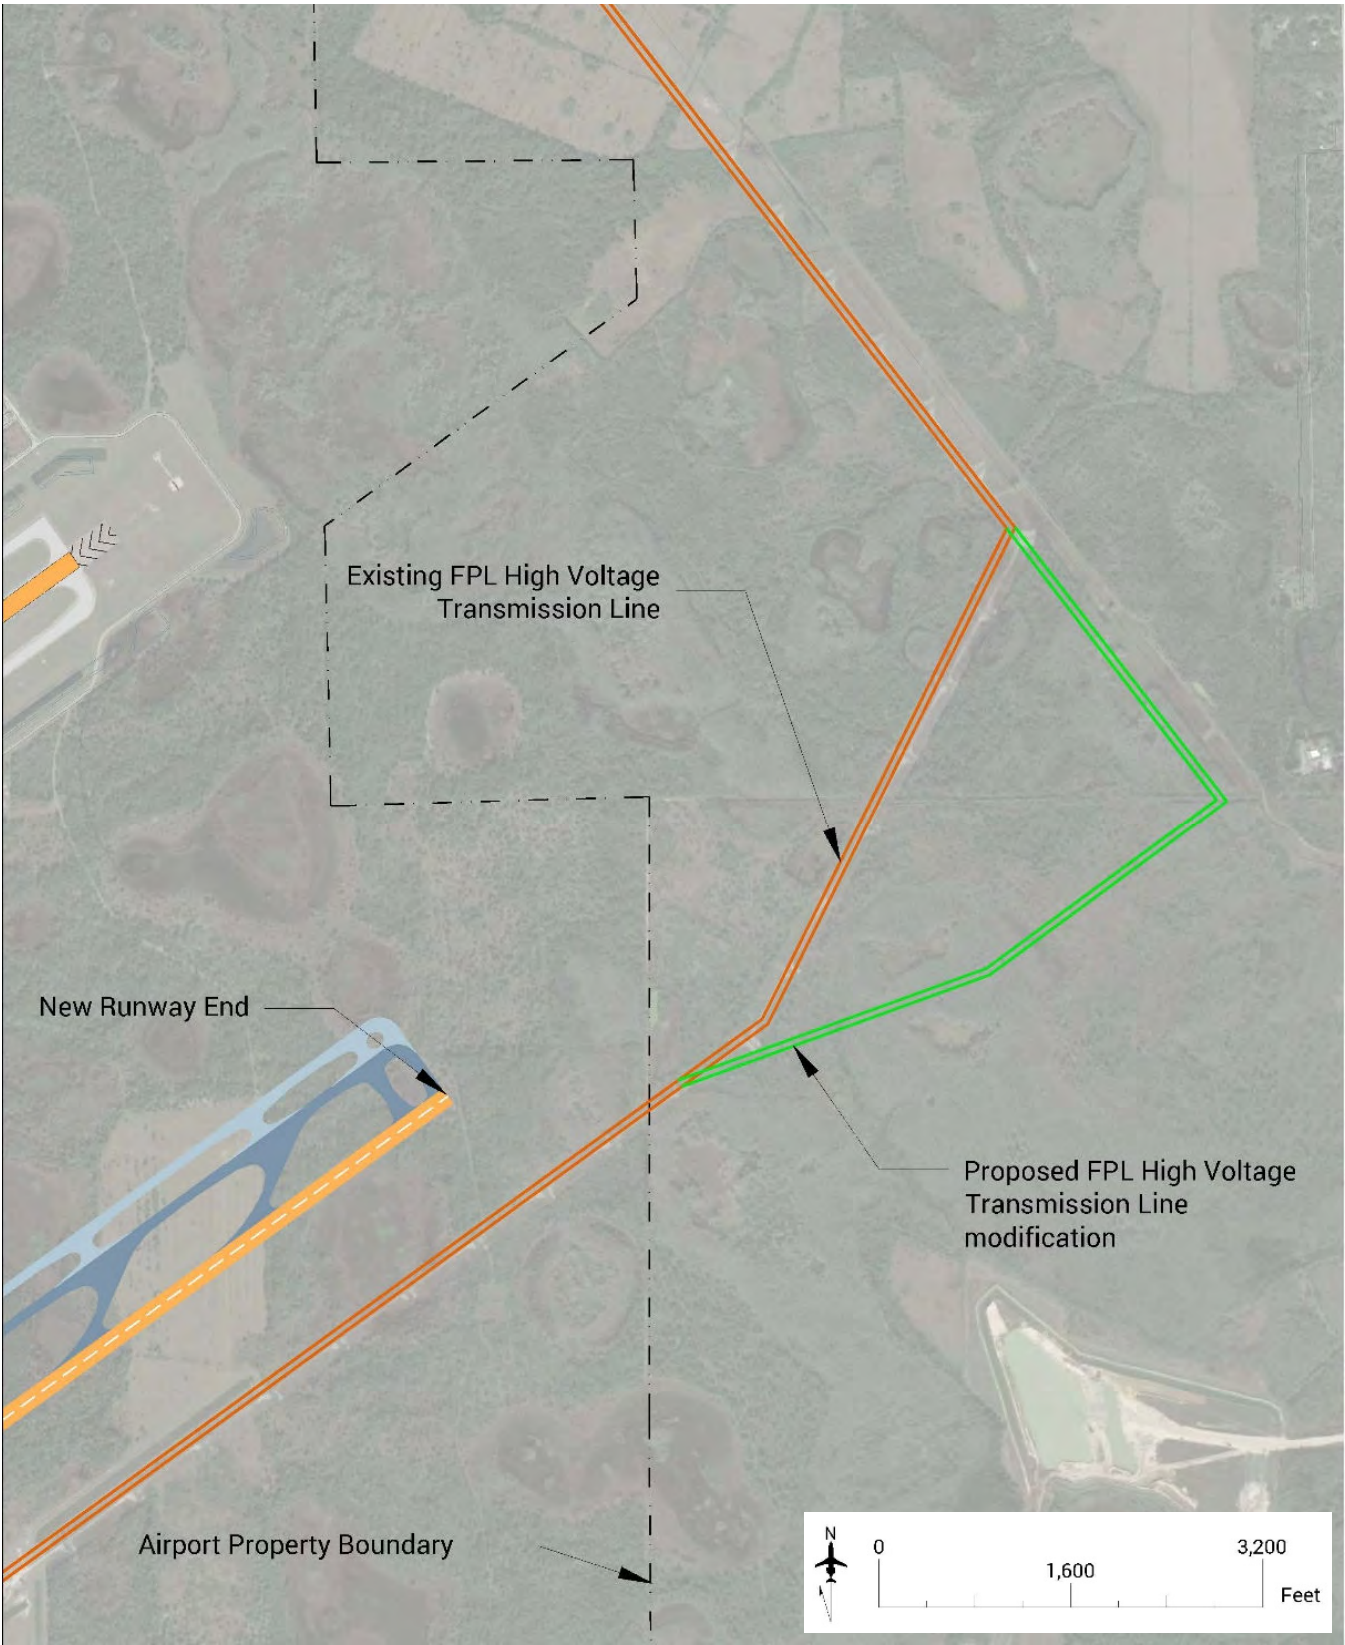 Existing FPL High Voltage
Transmission Line
New Runway End
Proposed FPL High Voltage
Transmission Line
modification
Airport Property Boundary
N
0
3,200
1,600
Feet